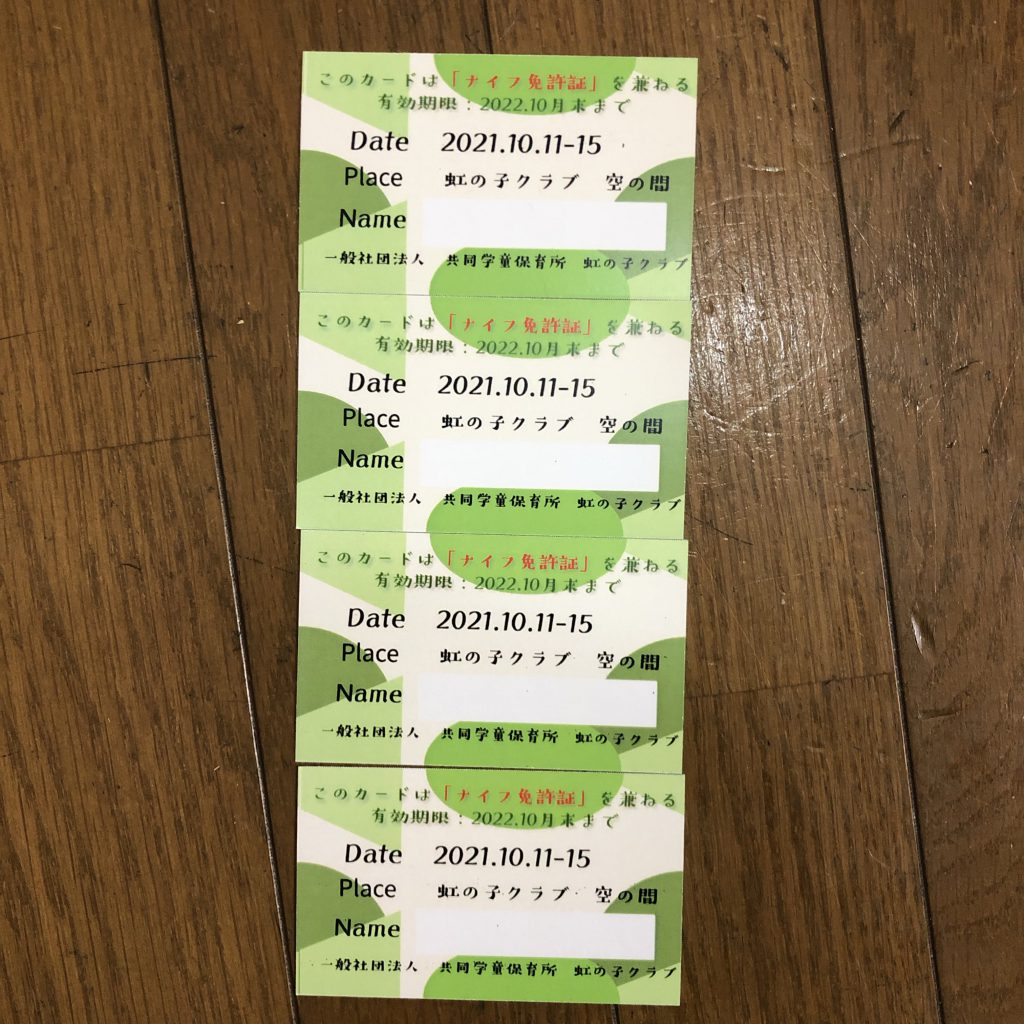 このカードは「ナイフ免許証」を兼ねる
有効期限：2022.10月末まで
Date 2021.10.11-15
Place 虹の子クラブ 空の間
Name
一般社団法人 共同学童保育所 虹の子クラブ
このカードは「ナイフ免許証」を兼ねる
有効期限：2022.10月末まで
Date 2021.10.11-15
Place 虹の子クラブ 空の間
Name
一般社団法人 共同学童保育所 虹の子クラブ
このカードは「ナイフ免許証」を兼ねる
有効期限：2022.10月末まで
Date 2021.10.11-15
Place 虹の子クラブ 空の間
Name
一般社団法人 共同学童保育所 虹の子クラブ
このカードは「ナイフ免許証」を兼ねる
有効期限：2022.10月末まで
Date 2021.10.11-15
Place 虹の子クラブ 空の間
Name
一般社団法人 共同学童保育所 虹の子クラブ